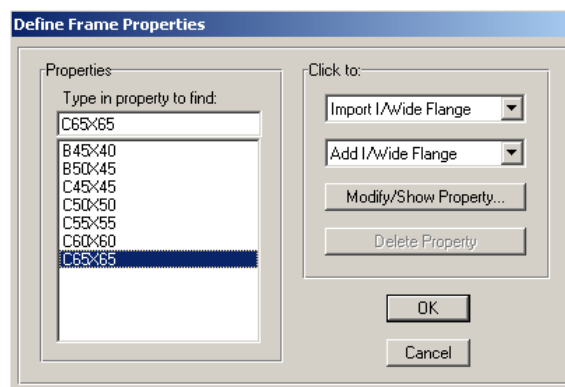 Define Frame Properties
Properties
Type in property to find:
C65X65
B45X40
B50X45
C45X45
C50X50
C55X55
C60X60
C65X65
Click to:
Import I/Wide Flange
Add I/Wide Flange
Modify/Show Property...
Delete Property
OK
Cancel